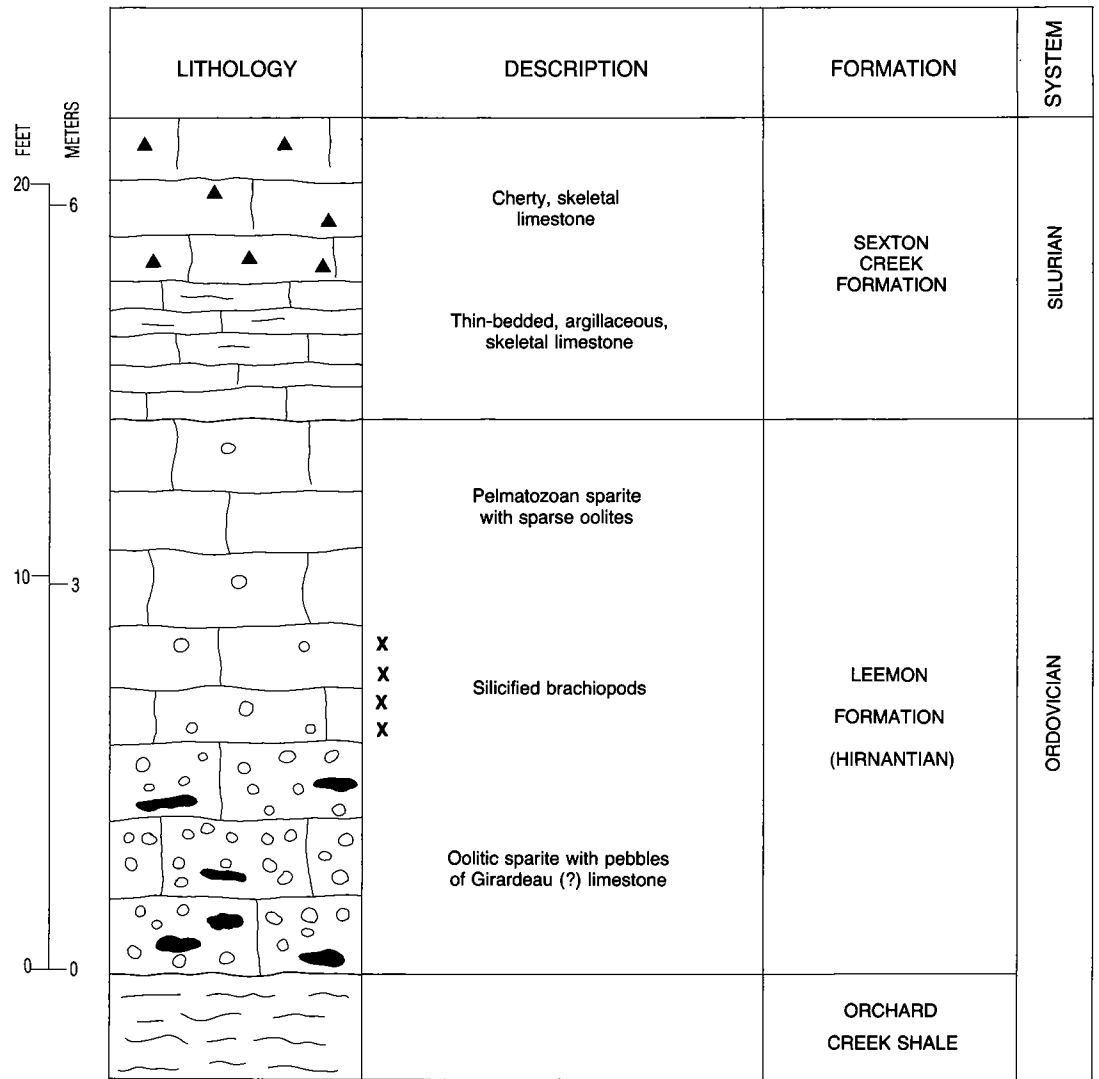 LITHOLOGY
DESCRIPTION
FORMATION
SYSTEM
FEET
METERS
20
6
10
3
0
0
Cherty, skeletal
limestone
Thin-bedded, argillaceous,
skeletal limestone
SEXTON
CREEK
FORMATION
SILURIAN
Pelmatozoan sparite
with sparse oolites
X
X
X
X
Silicified brachiopods
Oolitic sparite with pebbles
of Girardeau (?) limestone
LEEMON
FORMATION
(HIRNANTIAN)
ORDOVICIAN
ORCHARD
CREEK SHALE